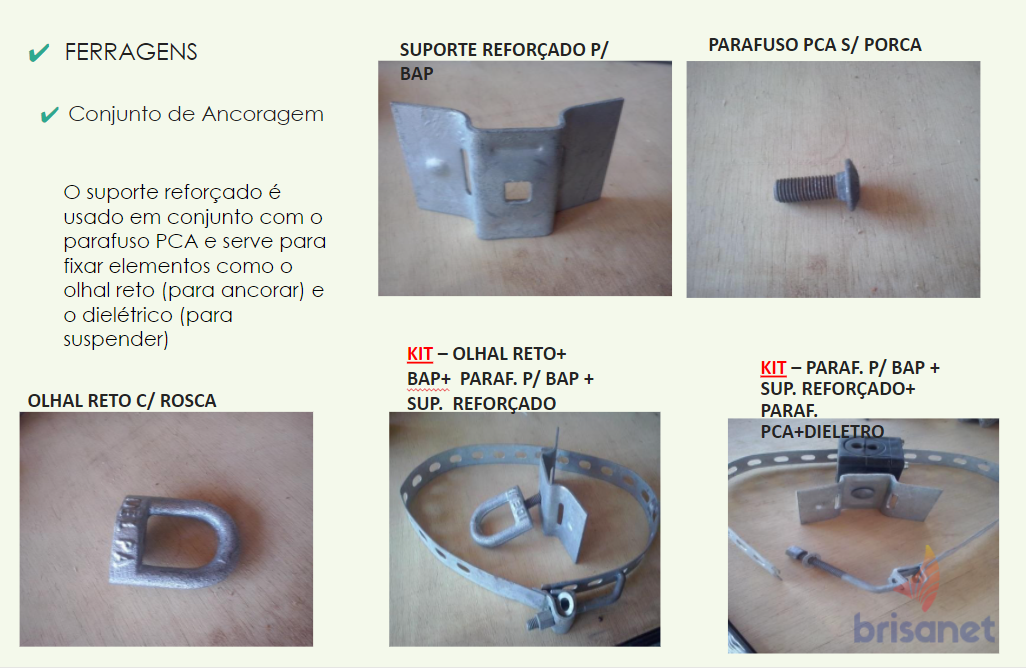 FERRAGENS
Conjunto de Ancoragem
O suporte reforçado é
usado em conjunto com o
parafuso PCA e serve para
fixar elementos como o
olhal reto (para ancorar) e
o dielétrico (para
suspender)
SUPORTE REFORÇADO P/
BAP
PARAFUSO PCA S/ PORCA
OLHAL RETO C/ ROSCA
KIT – OLHAL RETO+
BAP+ PARAF. P/ BAP +
SUP. REFORÇADO
KIT – PARAF. P/ BAP +
SUP. REFORÇADO+
PARAF.
PCA+DIELETRO
brisanet